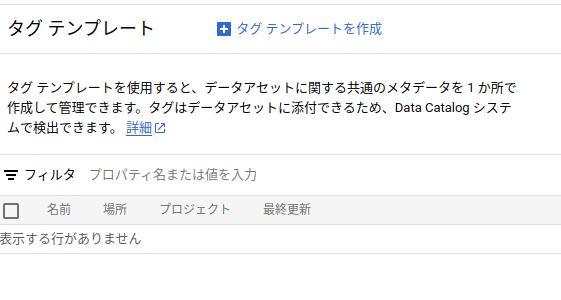 タグ テンプレート タグ テンプレートを作成
タグ テンプレートを使用すると、データアセットに関する共通のメタデータを 1 か所で
作成して管理できます。タグはデータアセットに添付できるため、Data Catalog システ
ムで検出できます。 詳細
フィルタ プロパティ名または値を入力
名前 場所 プロジェクト 最終更新
表示する行がありません